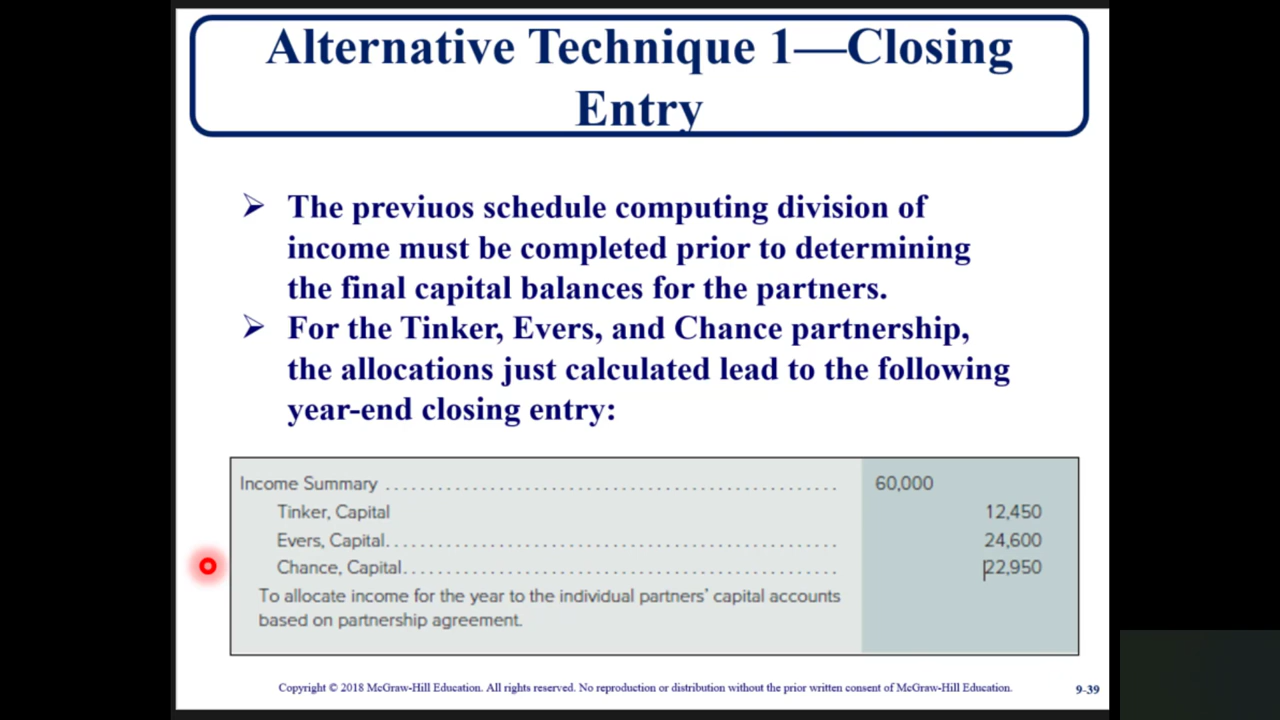 Alternative Technique 1—Closing
Entry
➢ The previuos schedule computing division of
income must be completed prior to determining
the final capital balances for the partners.
➢ For the Tinker, Evers, and Chance partnership,
the allocations just calculated lead to the following
year-end closing entry:
Income Summary ........................................ 60,000
Tinker, Capital 12,450
Evers, Capital........................................ 24,600
Chance, Capital........................................ 22,950
To allocate income for the year to the individual partners’ capital accounts
based on partnership agreement.
Copyright © 2018 McGraw-Hill Education. All rights reserved. No reproduction or distribution without the prior written consent of McGraw-Hill Education. 9-39